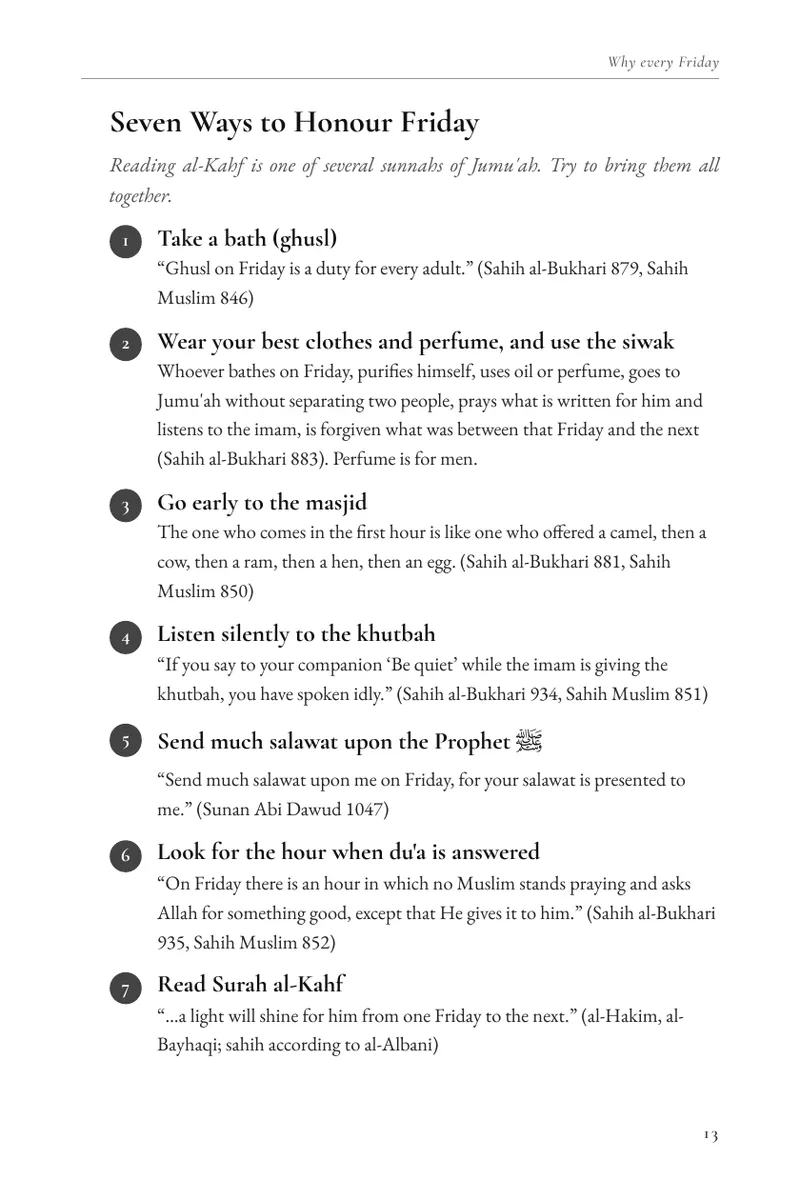 Why every Friday
Seven Ways to Honour Friday
Reading al-Kahf is one of several sunnahs of Jumu'ah. Try to bring them all
together.
1 Take a bath (ghusl)
“Ghusl on Friday is a duty for every adult.” (Sahih al-Bukhari 879, Sahih
Muslim 846)
2 Wear your best clothes and perfume, and use the siwak
Whoever bathes on Friday, purifies himself, uses oil or perfume, goes to
Jumu'ah without separating two people, prays what is written for him and
listens to the imam, is forgiven what was between that Friday and the next
(Sahih al-Bukhari 883). Perfume is for men.
3 Go early to the masjid
The one who comes in the first hour is like one who offered a camel, then a
cow, then a ram, then a hen, then an egg. (Sahih al-Bukhari 881, Sahih
Muslim 850)
4 Listen silently to the khutbah
“If you say to your companion ‘Be quiet’ while the imam is giving the
khutbah, you have spoken idly.” (Sahih al-Bukhari 934, Sahih Muslim 851)
5 Send much salawat upon the Prophet ﷺ
“Send much salawat upon me on Friday, for your salawat is presented to
me.” (Sunan Abi Dawud 1047)
6 Look for the hour when du'a is answered
“On Friday there is an hour in which no Muslim stands praying and asks
Allah for something good, except that He gives it to him.” (Sahih al-Bukhari
935, Sahih Muslim 852)
7 Read Surah al-Kahf
“…a light will shine for him from one Friday to the next.” (al-Hakim, al-
Bayhaqi; sahih according to al-Albani)
13